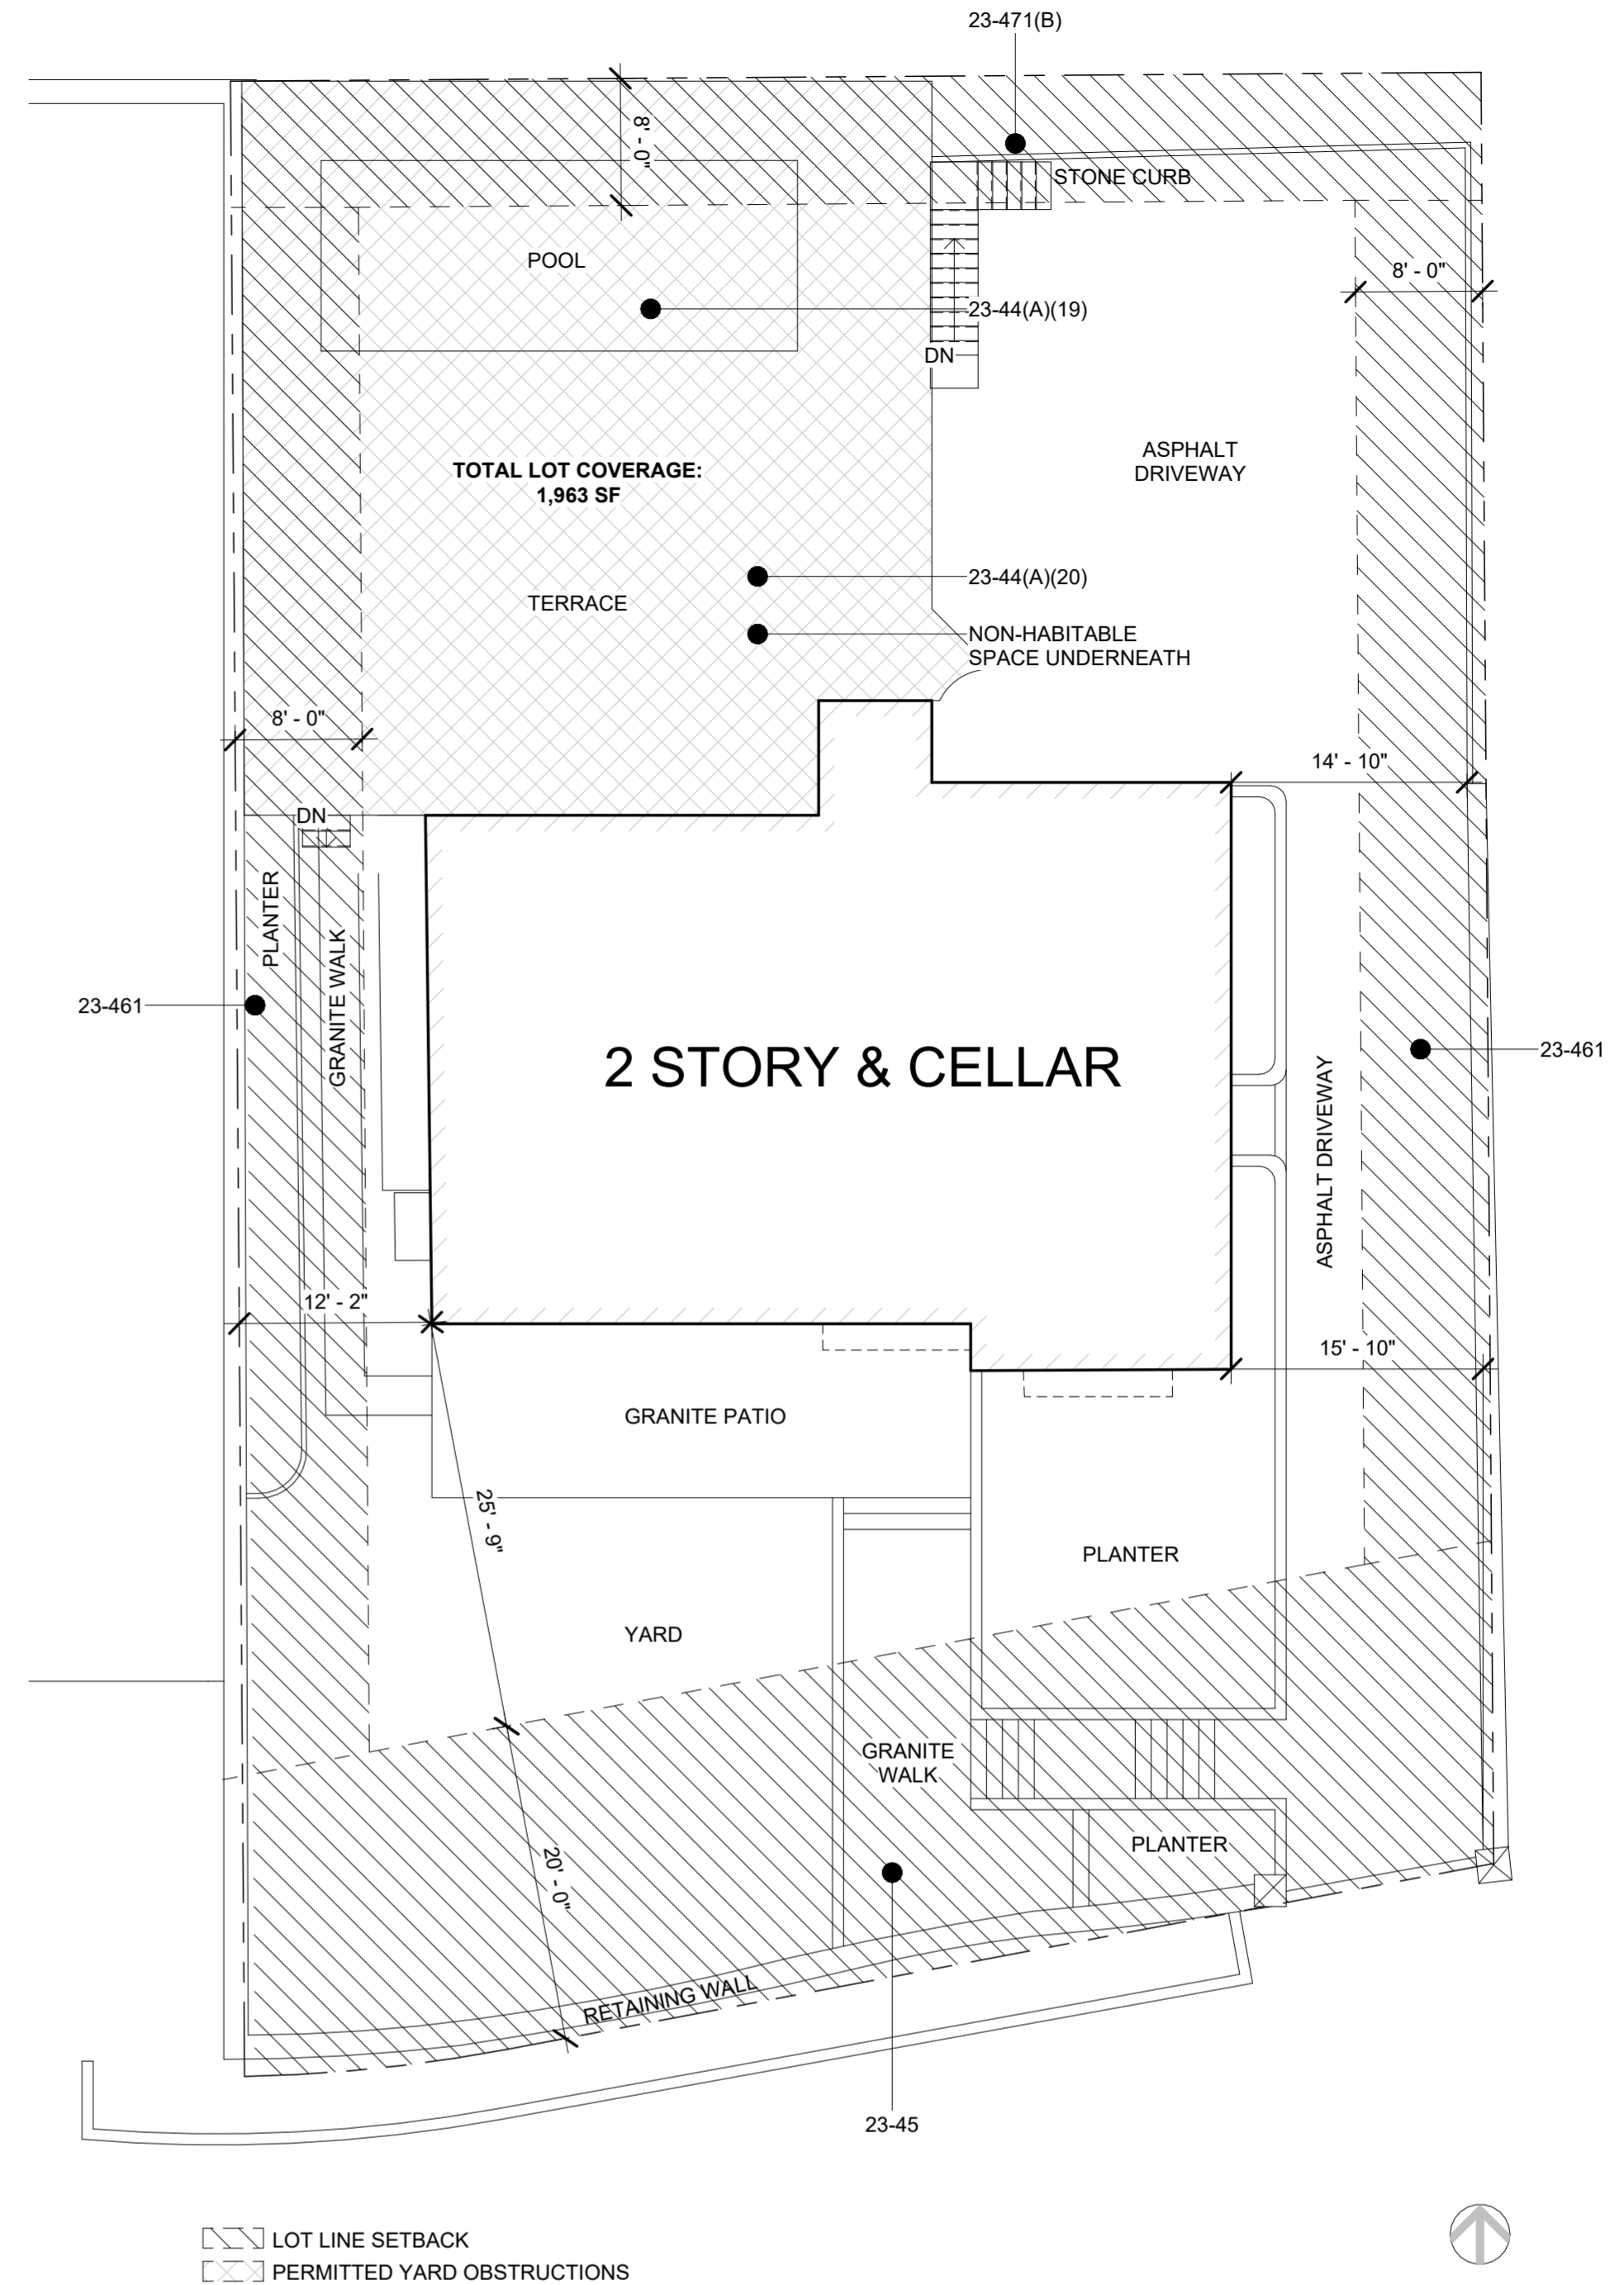 23-471(B)
8' - 0"
STONE CURB
POOL
8' - 0"
23-44(A)(19)
DN
ASPHALT
DRIVEWAY
TOTAL LOT COVERAGE:
1,963 SF
23-44(A)(20)
TERRACE
NON-HABITABLE
SPACE UNDERNEATH
8' - 0"
14' - 10"
DN
PLANTER
GRANITE WALK
23-461
2 STORY & CELLAR
23-461
ASPHALT DRIVEWAY
12' - 2"
15' - 10"
GRANITE PATIO
25' - 9"
PLANTER
YARD
GRANITE
WALK
PLANTER
20' - 0"
RETAINING WALL
23-45
LOT LINE SETBACK
PERMITTED YARD OBSTRUCTIONS